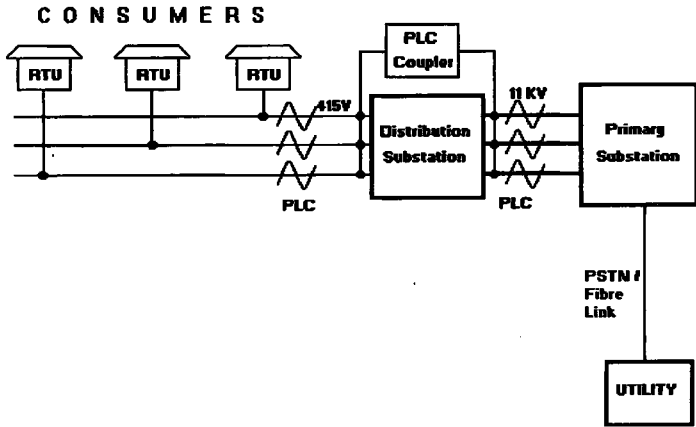 CONSUMERS
RTU
RTU
RTU
PLC
Coupler
415V
11 KV
Distribution
Substation
Primary
Substation
PLC
PLC
PSTN /
Fibre
Link
UTILITY